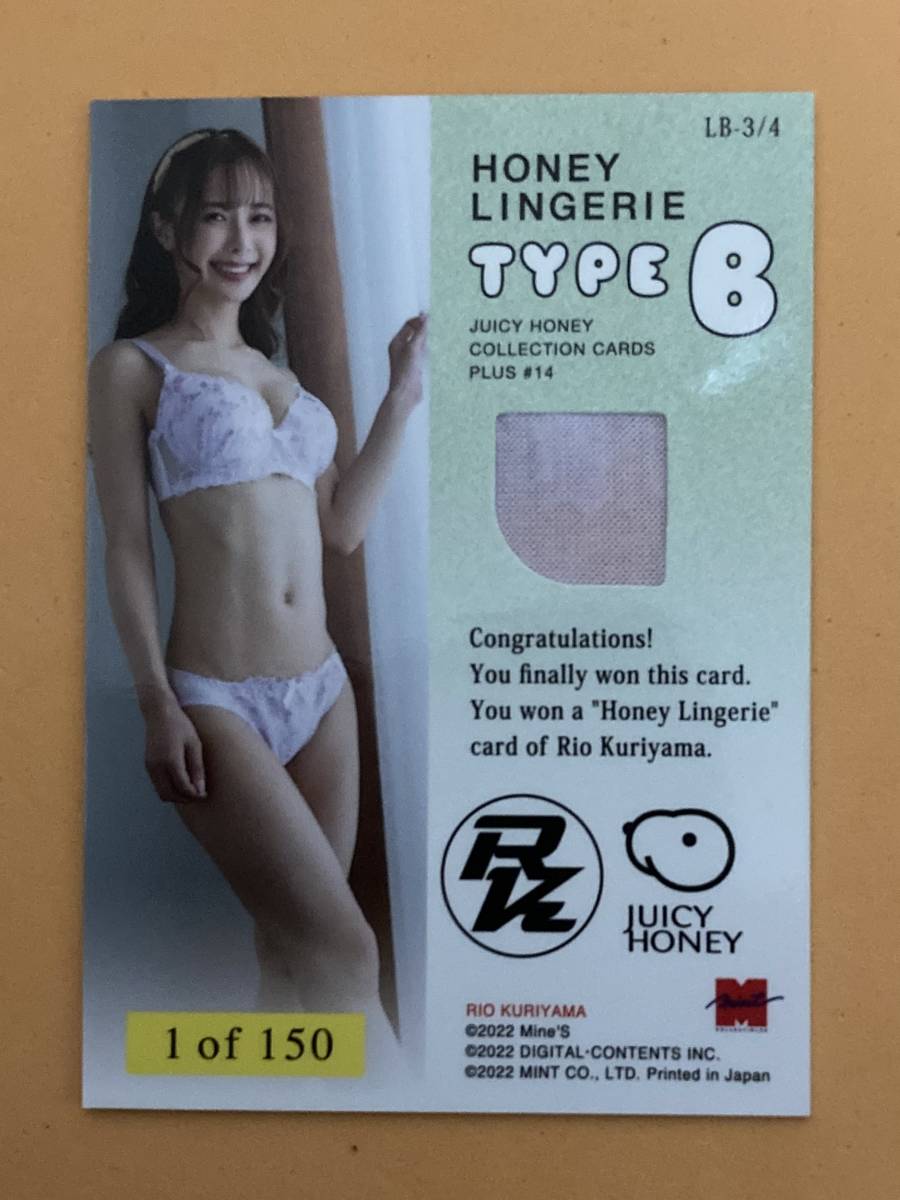 LB-3/4
HONEY
LINGERIE
TYPE B
JUICY HONEY
COLLECTION CARDS
PLUS #14
Congratulations!
You finally won this card.
You won a "Honey Lingerie"
card of Rio Kuriyama.
RK
JUICY
HONEY
M
mint
RIO KURIYAMA
©2022 Mine'S
©2022 DIGITAL·CONTENTS INC.
©2022 MINT CO., LTD. Printed in Japan
1 of 150